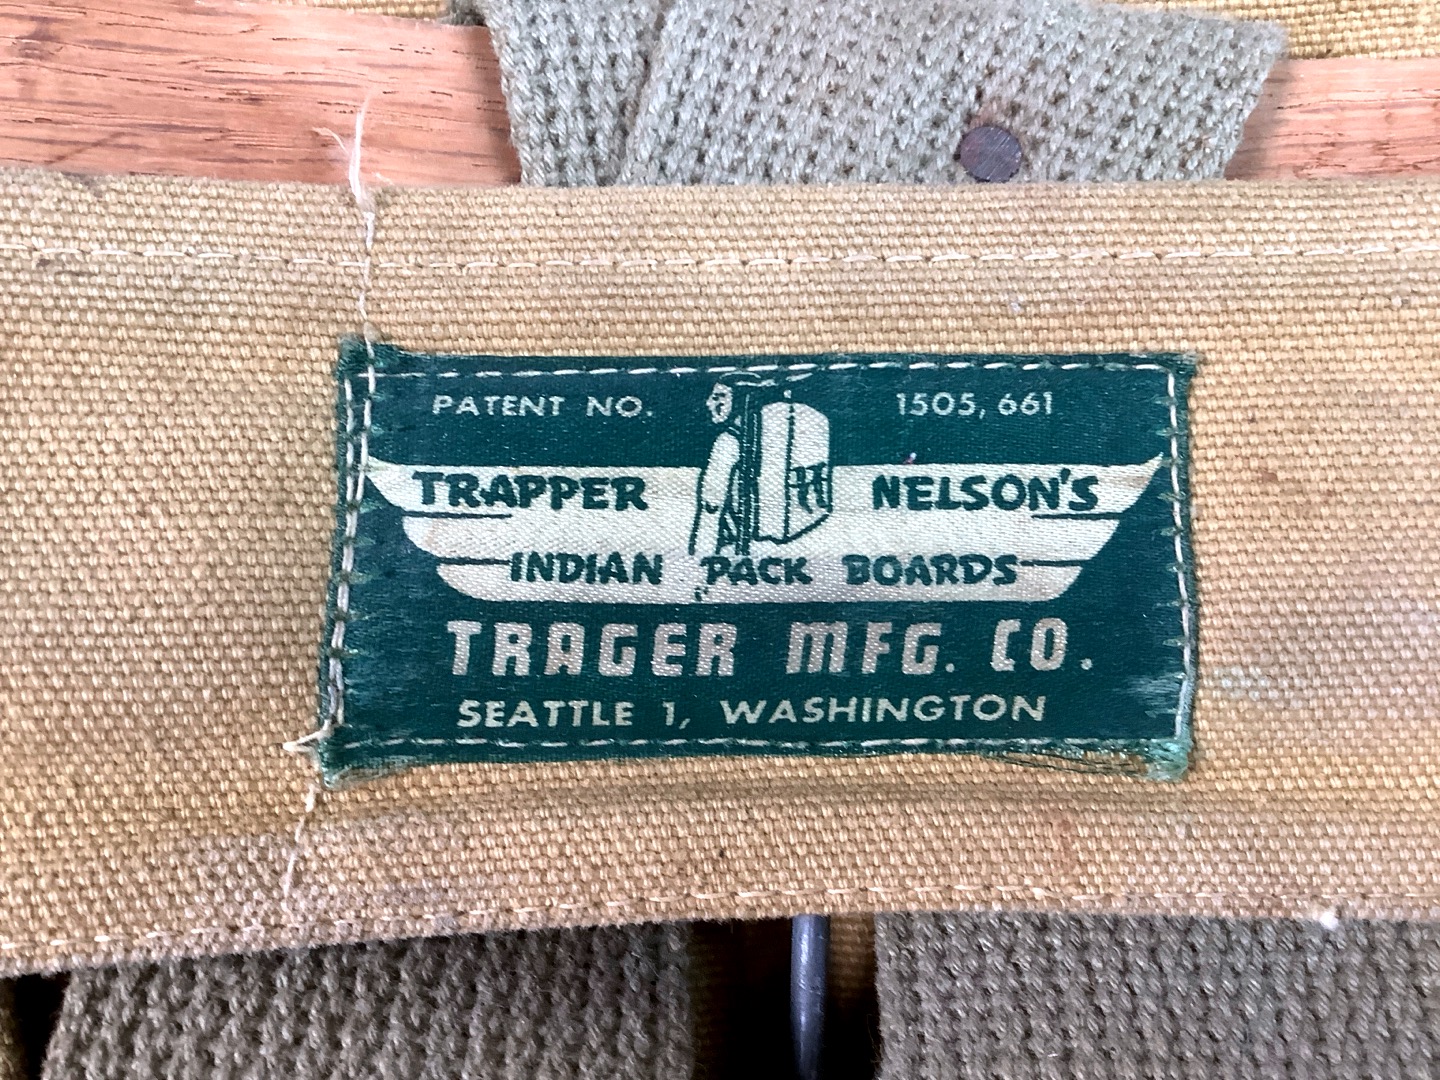 PATENT NO. 1505,661
TRAPPER NELSON'S
INDIAN PACK BOARDS
TRAGER MFG. CO.
SEATTLE 1, WASHINGTON